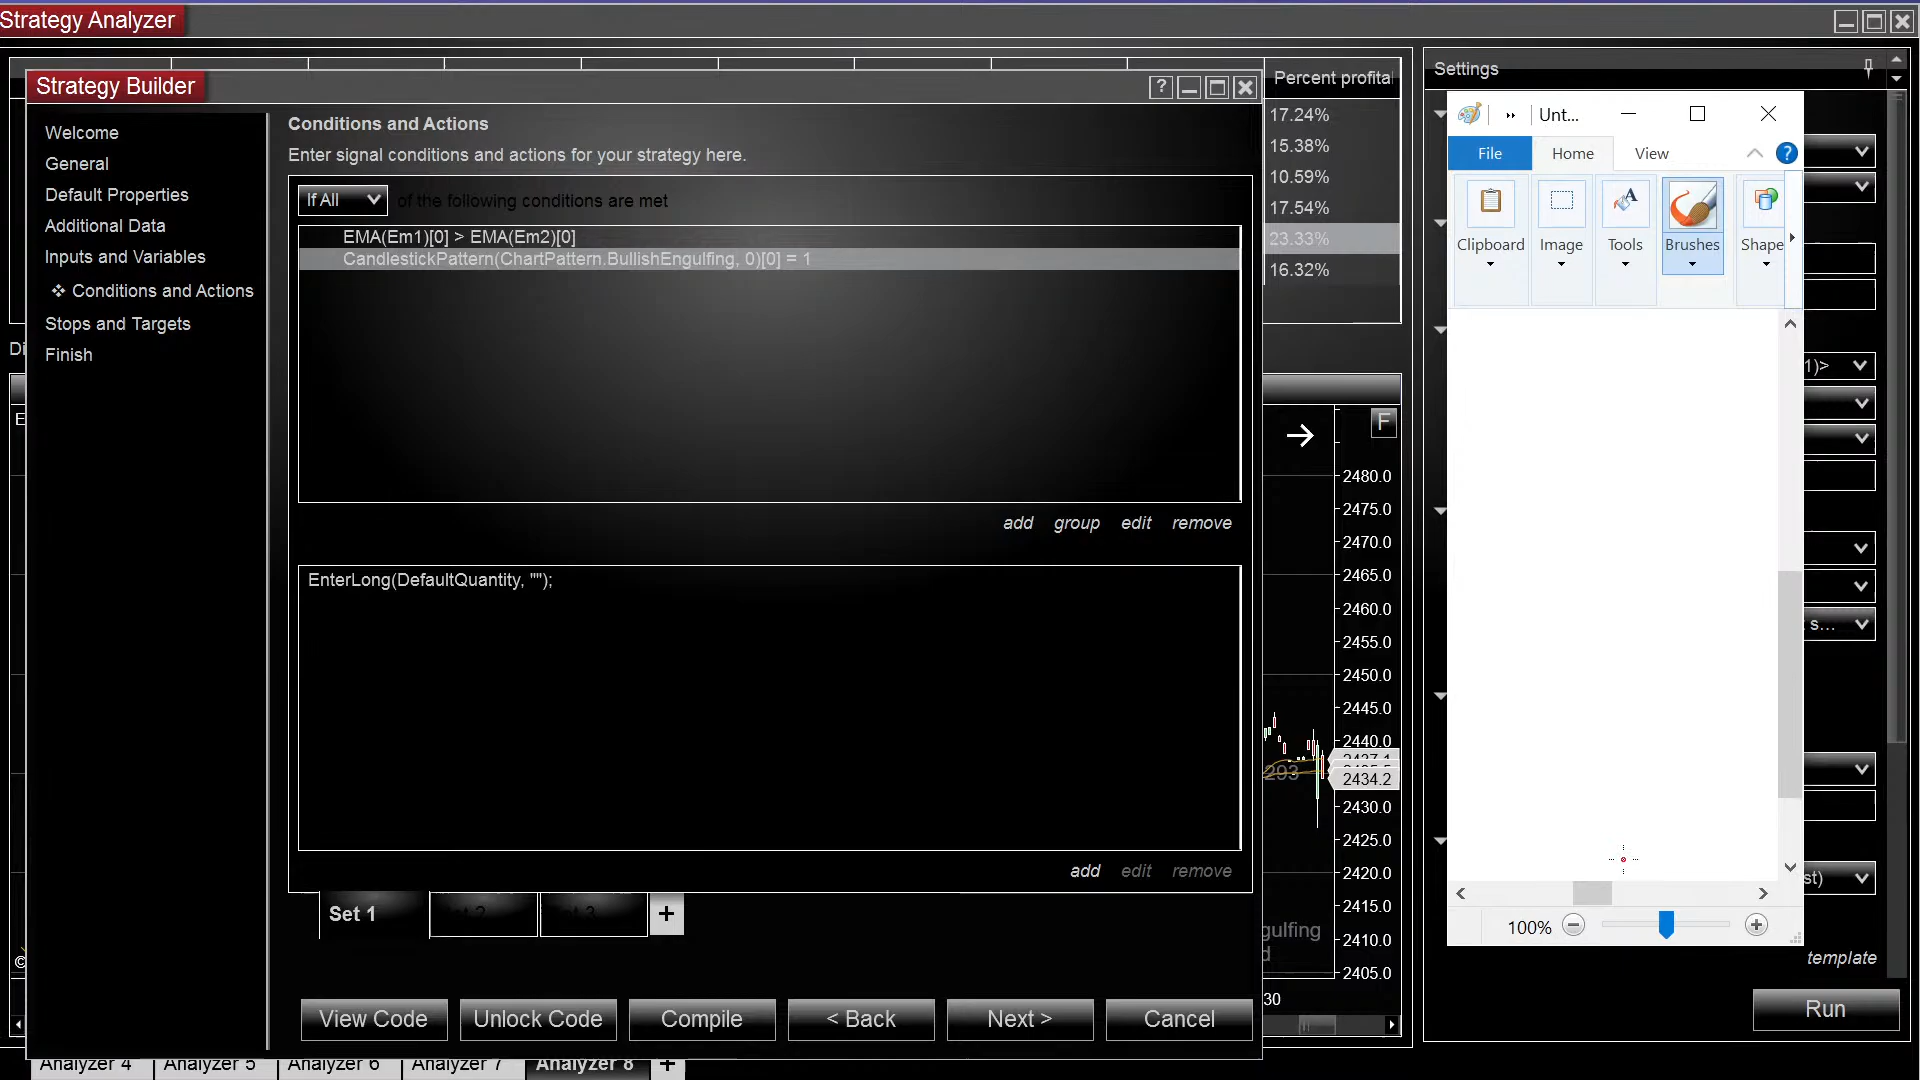 Strategy Analyzer
Strategy Builder
?
Welcome
General
Default Properties
Additional Data
Inputs and Variables
Conditions and Actions
Stops and Targets
Finish
Conditions and Actions
Enter signal conditions and actions for your strategy here.
If All of the following conditions are met
EMA(Em1)[0] > EMA(Em2)[0]
CandlestickPattern(ChartPattern.BullishEngulfing, 0)[0] = 1
add group edit remove
EnterLong(DefaultQuantity, "");
add edit remove
Set 1
+
View Code
Unlock Code
Compile
< Back
Next >
Cancel
Analyzer 4
Analyzer 5
Analyzer 6
Analyzer 7
Analyzer 8
+
Percent profital
17.24%
15.38%
10.59%
17.54%
23.33%
16.32%
F
2480.0
2475.0
2470.0
2465.0
2460.0
2455.0
2450.0
2445.0
2440.0
2434.2
2430.0
2425.0
2420.0
2415.0
2410.0
2405.0
293
gulfing
30
Settings
Unt...
File
Home
View
?
Clipboard
Image
Tools
Brushes
Shape
100%
1)>
s...
st)
template
Run